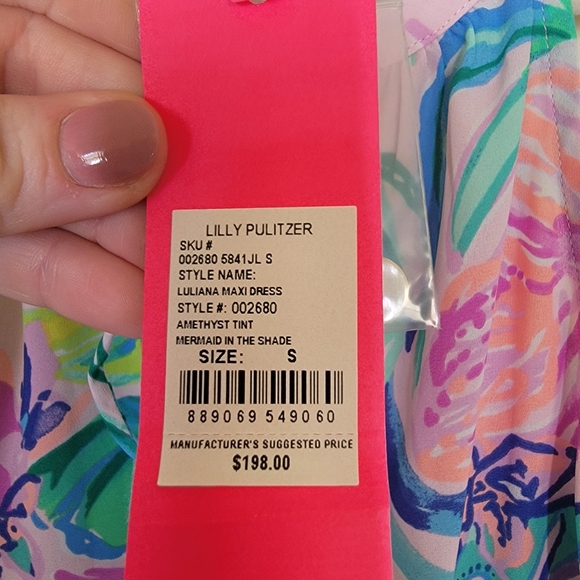 LILLY PULITZER
SKU #
002680 5841JL S
STYLE NAME:
LULIANA MAXI DRESS
STYLE #: 002680
AMETHYST TINT
MERMAID IN THE SHADE
SIZE: S
889069 549060
MANUFACTURER'S SUGGESTED PRICE
$198.00